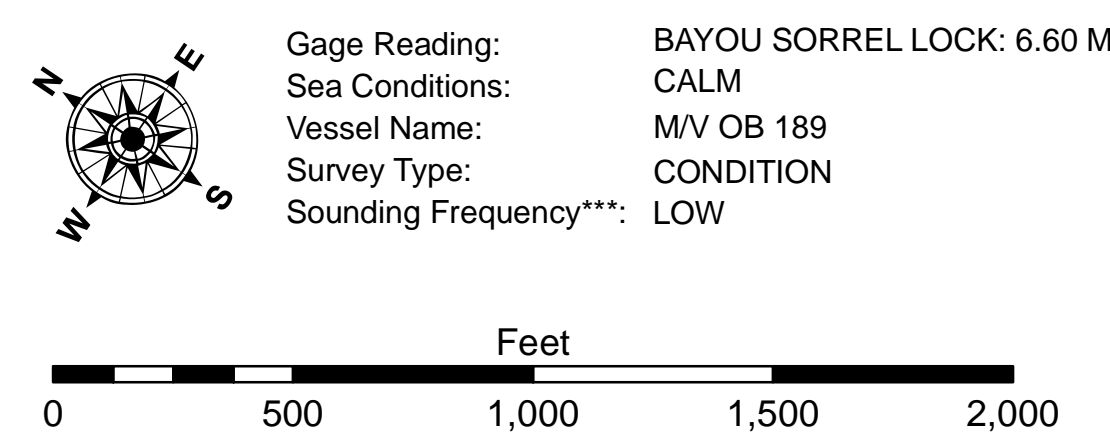 N
E
S
W
Gage Reading: BAYOU SORREL LOCK: 6.60 M
Sea Conditions: CALM
Vessel Name: M/V OB 189
Survey Type: CONDITION
Sounding Frequency***: LOW
Feet
0 500 1,000 1,500 2,000